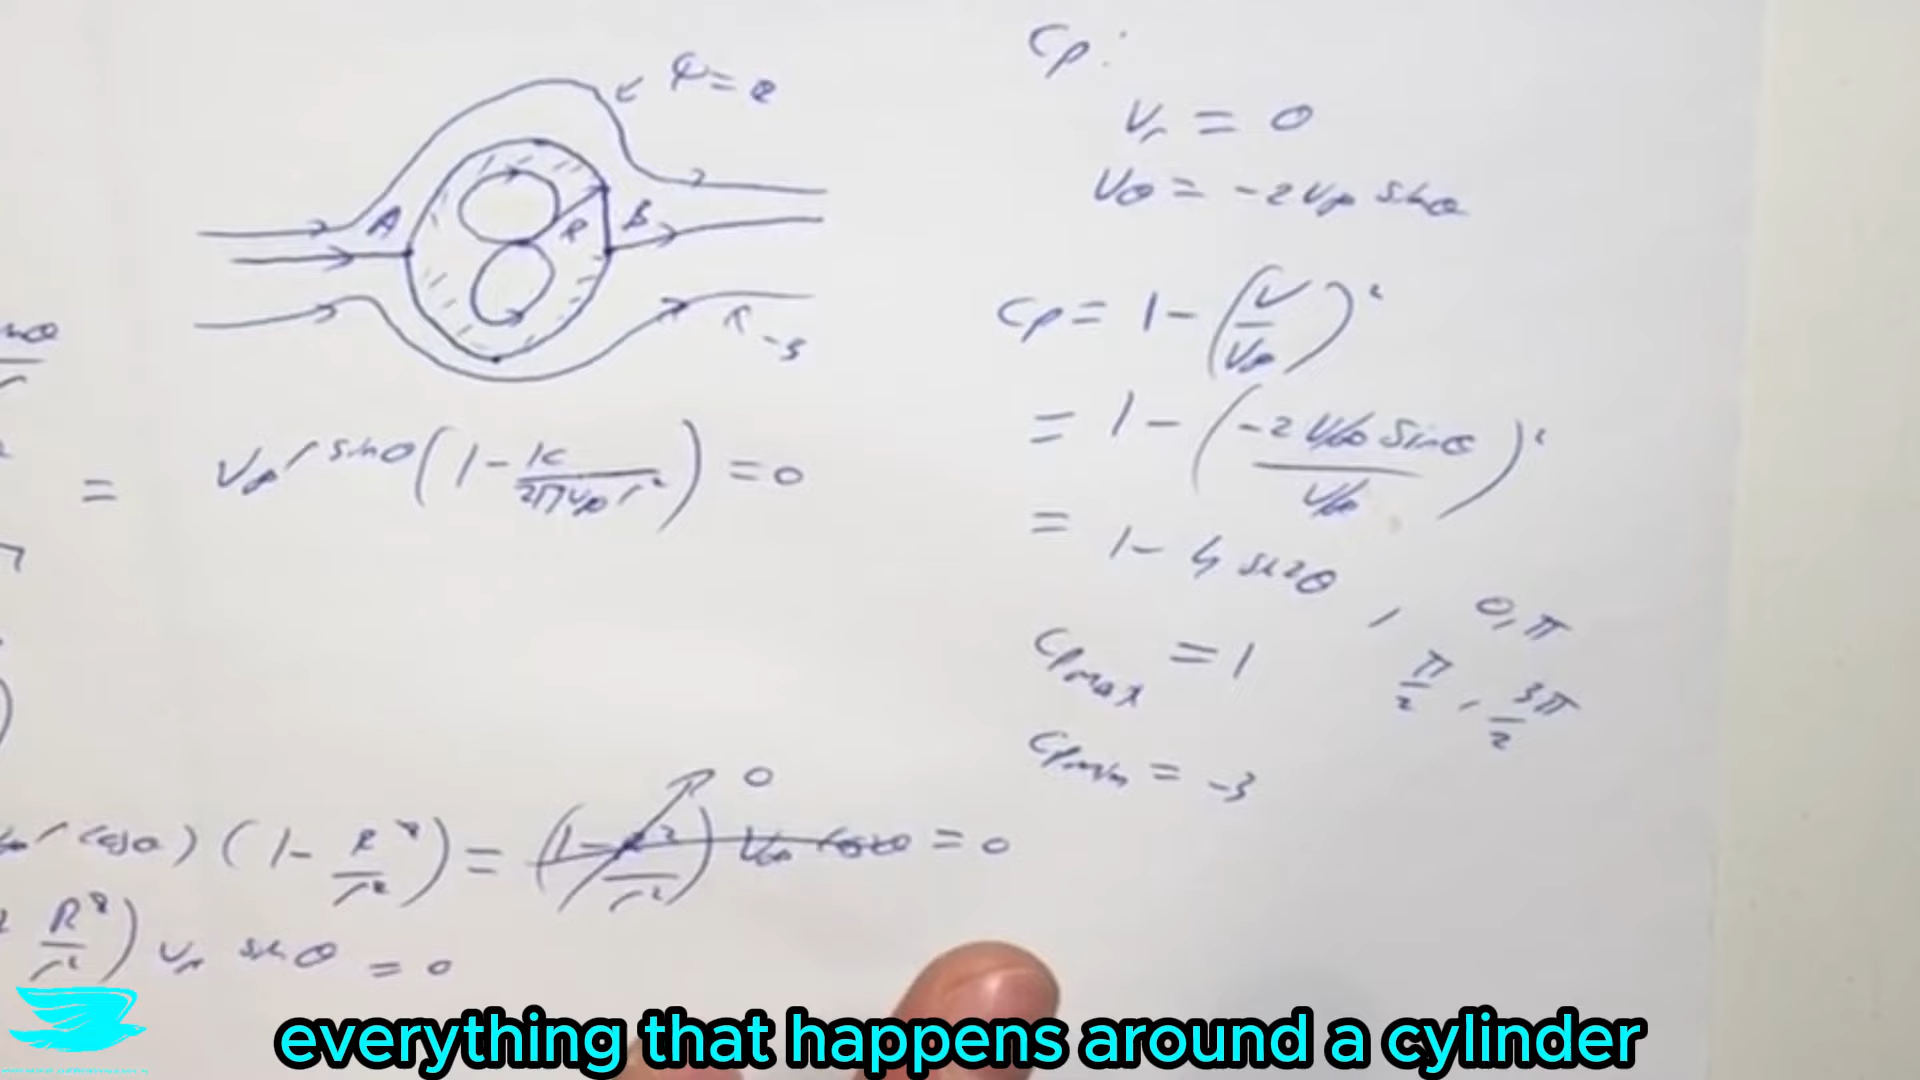 Cp:
Vr = 0
Vθ = -2V∞ sinθ
A
R
B
Cp = 1 - (V/V∞)²
= 1 - (-2V∞ sinθ / V∞)²
= 1 - 4 sin²θ , 0, π
= V∞ r sinθ (1 - K/2πV∞r²) = 0
Cpmax = 1
π/2 , 3π/2
Cpmin = -3
0
cosθ) (1 - R²/r²) = (1 - R²/r²) V∞ cosθ = 0
R²/r²) V∞ sinθ = 0
everything that happens around a cylinder